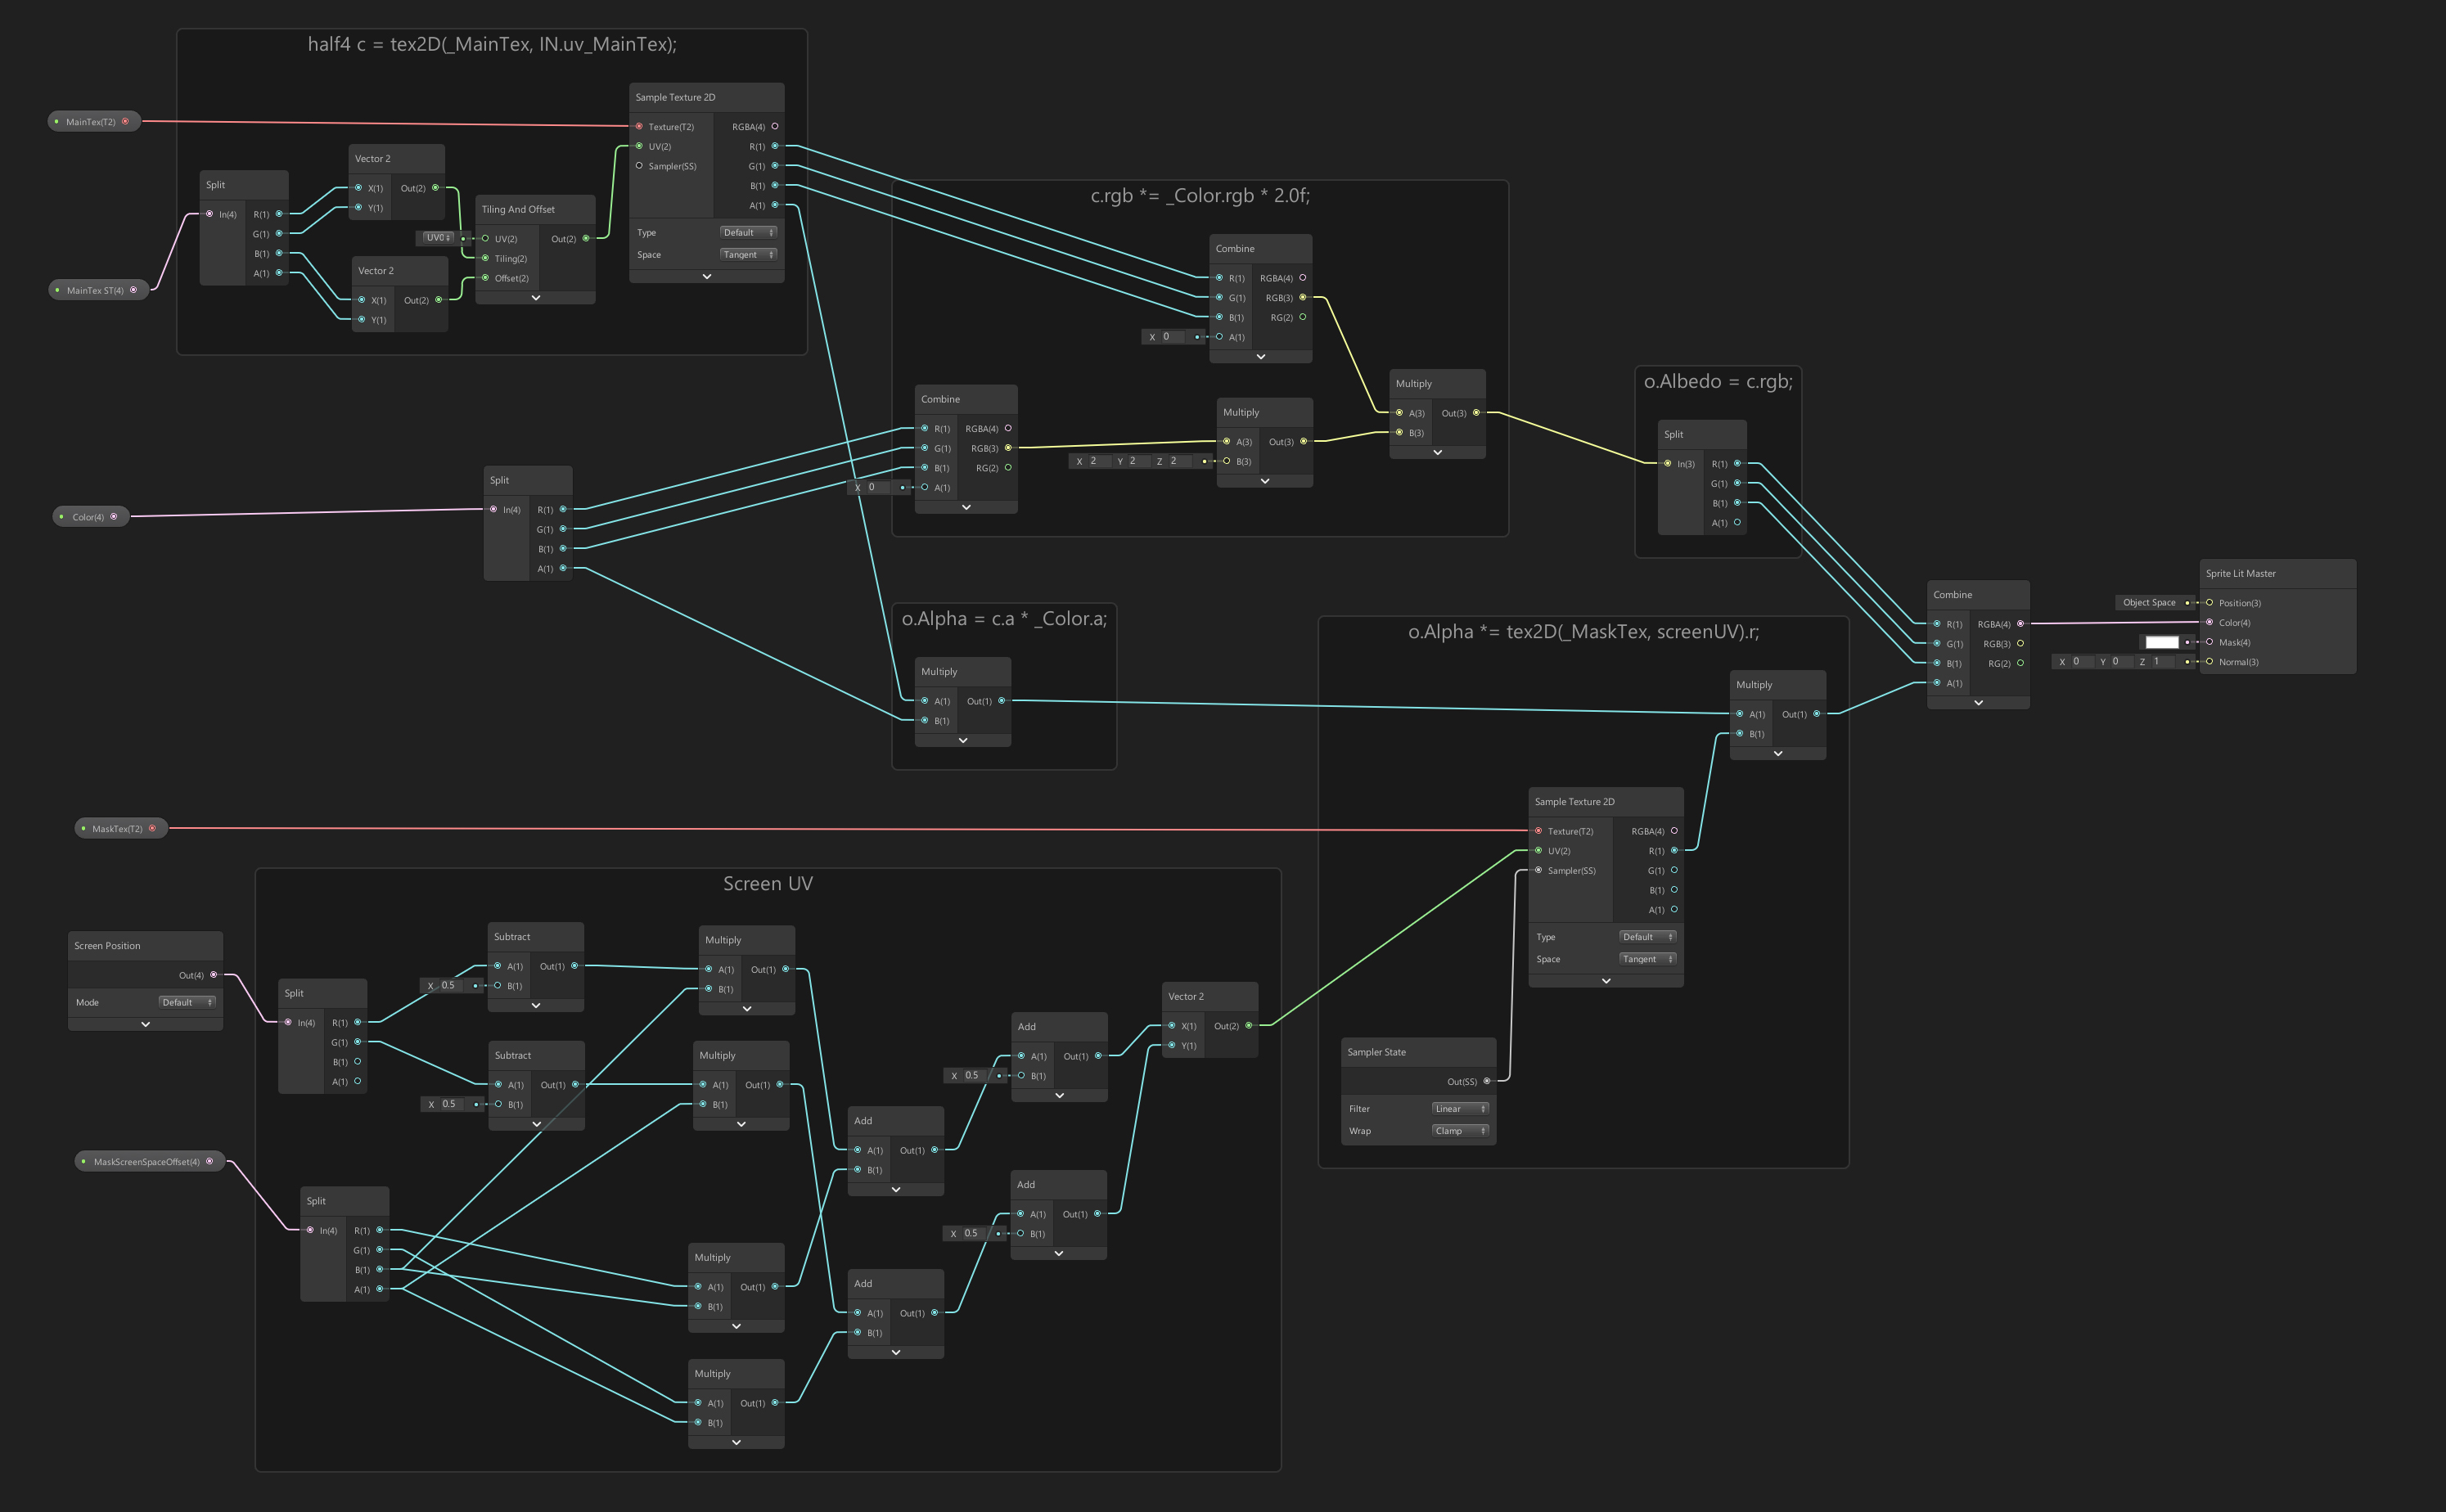 half4 c = tex2D(_MainTex, IN.uv_MainTex);
MainTex(T2)
MainTex ST(4)
Split
In(4)
R(1)
G(1)
B(1)
A(1)
Vector 2
X(1) Out(2)
Y(1)
Vector 2
X(1) Out(2)
Y(1)
Tiling And Offset
UV0
UV(2) Out(2)
Tiling(2)
Offset(2)
Sample Texture 2D
Texture(T2) RGBA(4)
UV(2) R(1)
Sampler(SS) G(1)
B(1)
A(1)
Type Default
Space Tangent
c.rgb *= _Color.rgb * 2.0f;
Combine
R(1) RGBA(4)
G(1) RGB(3)
B(1) RG(2)
X 0 A(1)
Combine
R(1) RGBA(4)
G(1) RGB(3)
B(1) RG(2)
X 0 A(1)
Multiply
A(3) Out(3)
X 2 Y 2 Z 2 B(3)
Multiply
A(3) Out(3)
B(3)
Color(4)
Split
In(4) R(1)
G(1)
B(1)
A(1)
o.Albedo = c.rgb;
Split
In(3) R(1)
G(1)
B(1)
A(1)
o.Alpha = c.a * _Color.a;
Multiply
A(1) Out(1)
B(1)
o.Alpha *= tex2D(_MaskTex, screenUV).r;
Multiply
A(1) Out(1)
B(1)
Sample Texture 2D
Texture(T2) RGBA(4)
UV(2) R(1)
Sampler(SS) G(1)
B(1)
A(1)
Type Default
Space Tangent
Sampler State
Out(SS)
Filter Linear
Wrap Clamp
Combine
R(1) RGBA(4)
G(1) RGB(3)
B(1) RG(2)
A(1)
Sprite Lit Master
Object Space Position(3)
Color(4)
Mask(4)
X 0 Y 0 Z 1 Normal(3)
MaskTex(T2)
Screen UV
Screen Position
Out(4)
Mode Default
Split
In(4) R(1)
G(1)
B(1)
A(1)
Subtract
A(1) Out(1)
X 0.5 B(1)
Subtract
A(1) Out(1)
X 0.5 B(1)
Multiply
A(1) Out(1)
B(1)
Multiply
A(1) Out(1)
B(1)
MaskScreenSpaceOffset(4)
Split
In(4) R(1)
G(1)
B(1)
A(1)
Multiply
A(1) Out(1)
B(1)
Multiply
A(1) Out(1)
B(1)
Add
A(1) Out(1)
B(1)
Add
A(1) Out(1)
B(1)
Add
A(1) Out(1)
X 0.5 B(1)
Add
A(1) Out(1)
X 0.5 B(1)
Vector 2
X(1) Out(2)
Y(1)